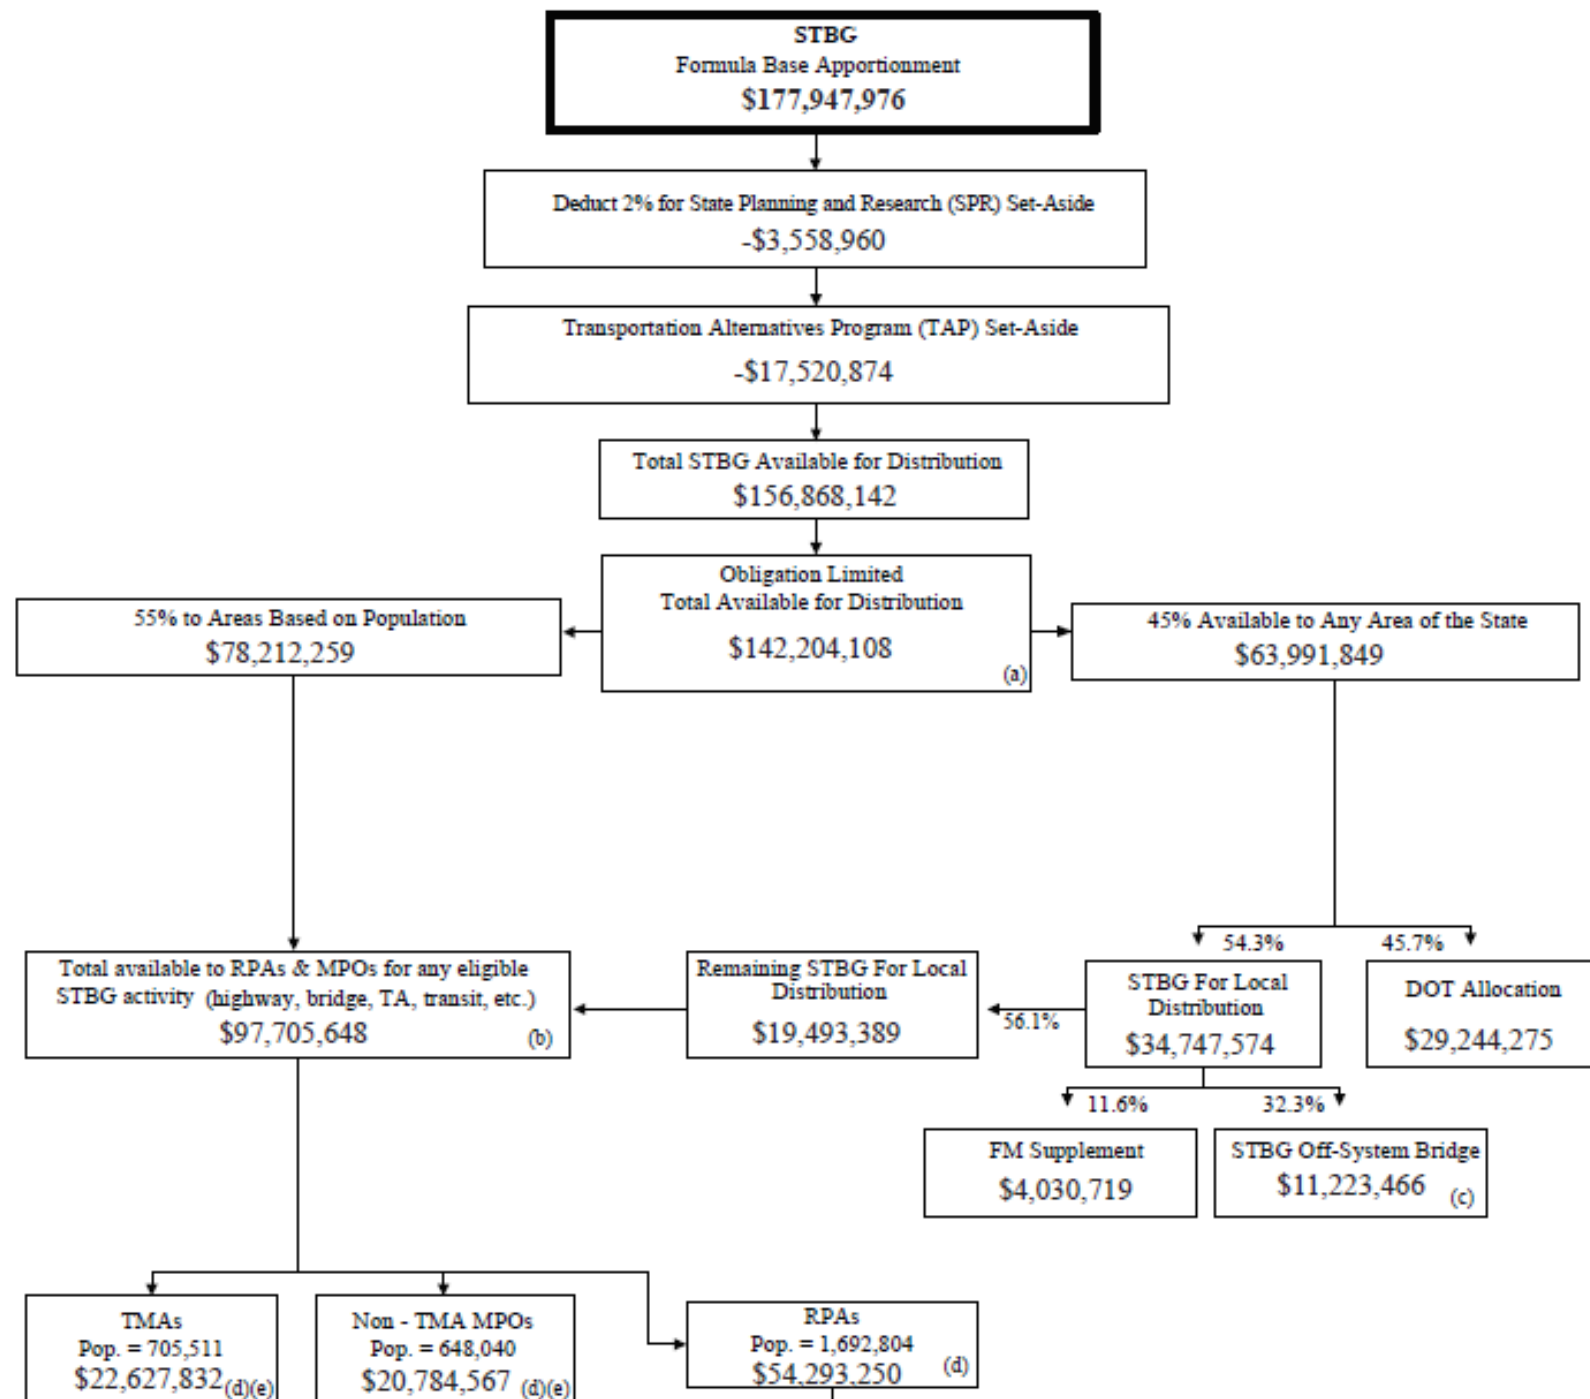 STBG
Formula Base Apportionment
$177,947,976
Deduct 2% for State Planning and Research (SPR) Set-Aside
-$3,558,960
Transportation Alternatives Program (TAP) Set-Aside
-$17,520,874
Total STBG Available for Distribution
$156,868,142
Obligation Limited
Total Available for Distribution
$142,204,108
(a)
55% to Areas Based on Population
$78,212,259
45% Available to Any Area of the State
$63,991,849
54.3%
45.7%
Total available to RPAs & MPOs for any eligible
STBG activity (highway, bridge, TA, transit, etc.)
$97,705,648
(b)
Remaining STBG For Local
Distribution
$19,493,389
56.1%
STBG For Local
Distribution
$34,747,574
DOT Allocation
$29,244,275
11.6%
32.3%
FM Supplement
$4,030,719
STBG Off-System Bridge
$11,223,466
(c)
TMAs
Pop. = 705,511
$22,627,832 (d)(e)
Non - TMA MPOs
Pop. = 648,040
$20,784,567 (d)(e)
RPAs
Pop. = 1,692,804
$54,293,250
(d)